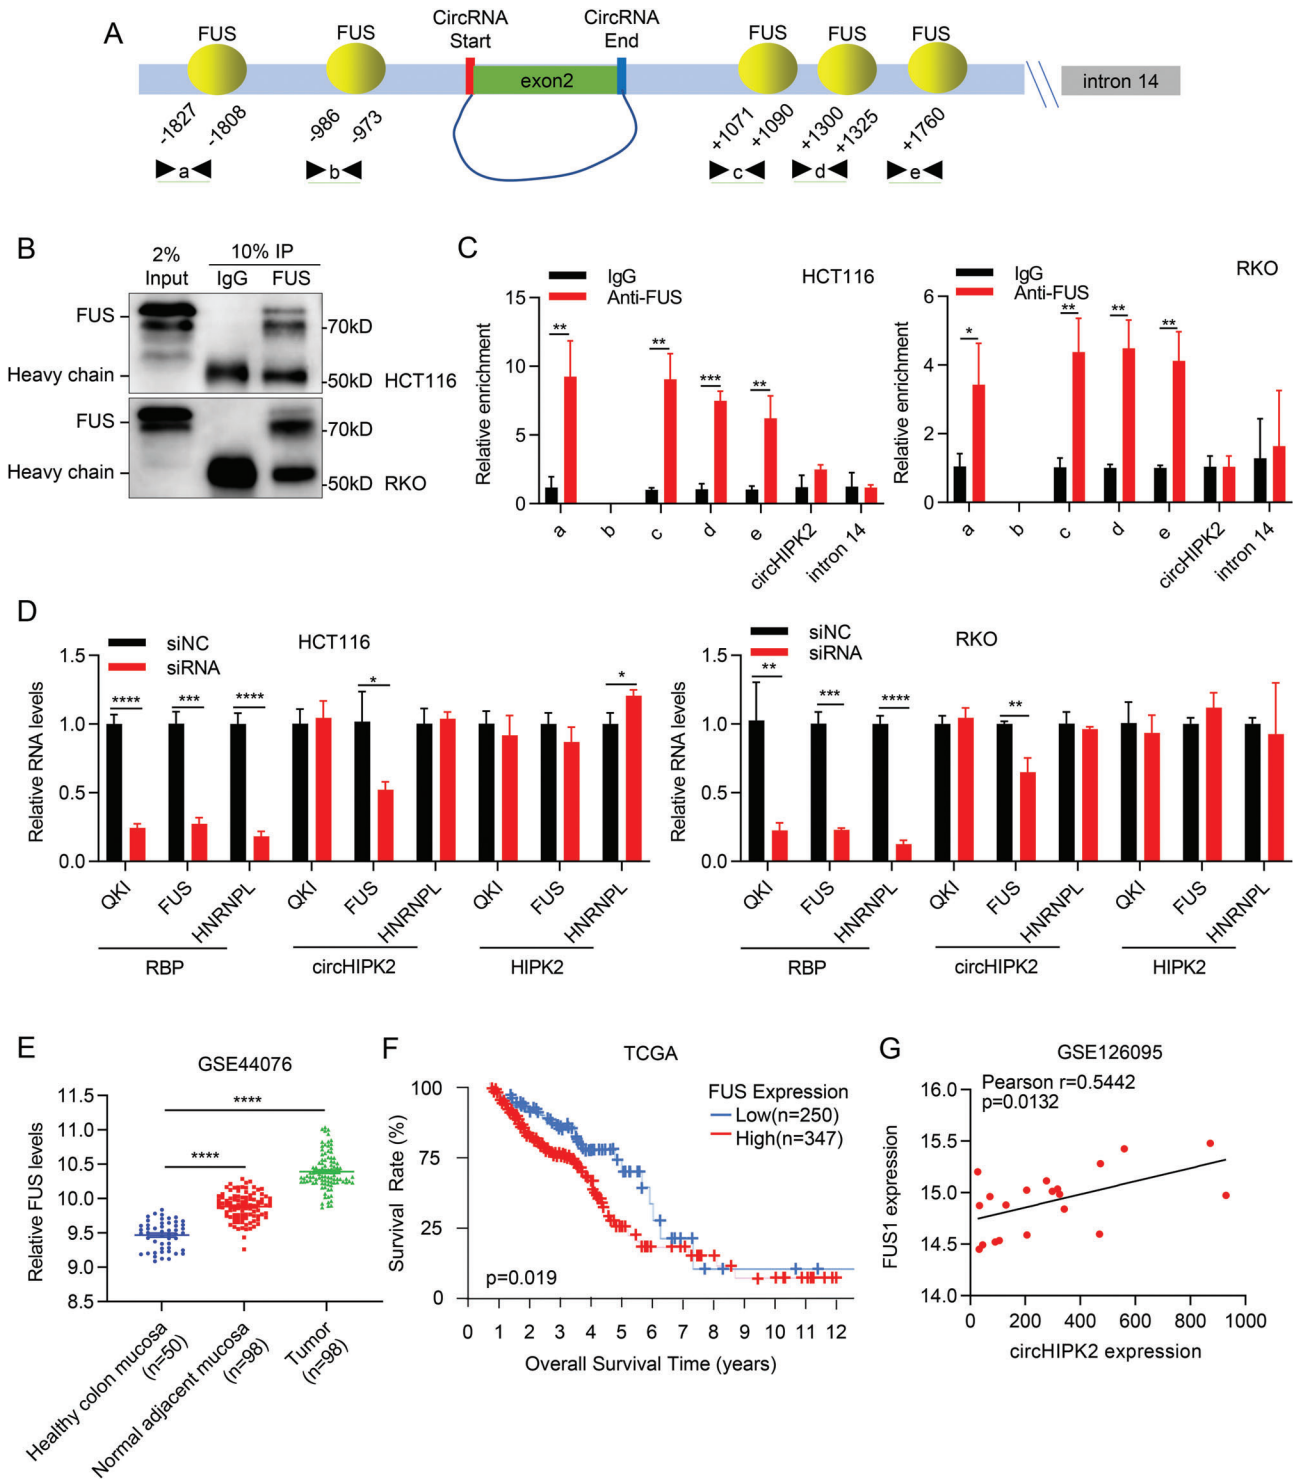 A
FUS
FUS
CircRNA
Start
CircRNA
End
FUS
FUS
FUS
exon2
intron 14
-1827
-1808
-986
-973
+1071
+1090
+1300
+1325
+1760
a
b
c
d
e
B
2%
Input
10% IP
IgG
FUS
FUS
Heavy chain
-70kD
-50kD
HCT116
FUS
Heavy chain
-70kD
-50kD
RKO
C
IgG
Anti-FUS
HCT116
Relative enrichment
15
10
5
0
**
**
***
**
a
b
c
d
e
circHIPK2
intron 14
IgG
Anti-FUS
RKO
Relative enrichment
6
4
2
0
*
**
**
**
a
b
c
d
e
circHIPK2
intron 14
D
siNC
siRNA
HCT116
Relative RNA levels
1.5
1.0
0.5
0.0
****
***
****
*
*
QKI
FUS
HNRNPL
QKI
FUS
HNRNPL
QKI
FUS
HNRNPL
RBP
circHIPK2
HIPK2
siNC
siRNA
RKO
Relative RNA levels
1.5
1.0
0.5
0.0
**
***
****
**
QKI
FUS
HNRNPL
QKI
FUS
HNRNPL
QKI
FUS
HNRNPL
RBP
circHIPK2
HIPK2
E
GSE44076
Relative FUS levels
11.5
11.0
10.5
10.0
9.5
9.0
8.5
****
****
Healthy colon mucosa
(n=50)
Normal adjacent mucosa
(n=98)
Tumor
(n=98)
F
TCGA
Survival Rate (%)
100
75
25
0
FUS Expression
Low(n=250)
High(n=347)
p=0.019
0 1 2 3 4 5 6 7 8 9 10 11 12
Overall Survival Time (years)
G
GSE126095
Pearson r=0.5442
p=0.0132
FUS1 expression
16.0
15.5
15.0
14.5
14.0
0 200 400 600 800 1000
circHIPK2 expression